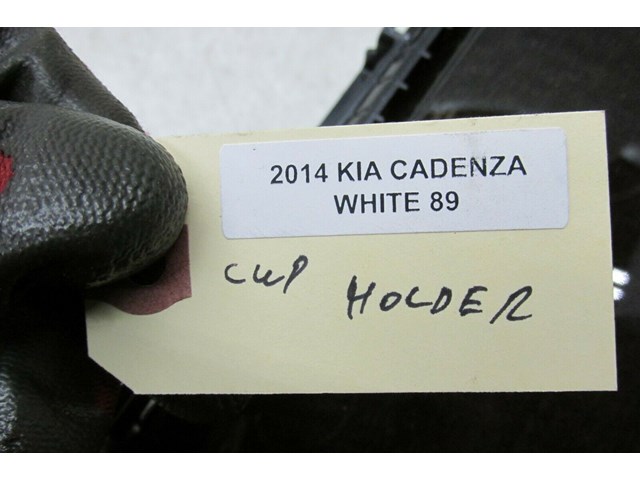 2014 KIA CADENZA
WHITE 89
CUP HOLDER